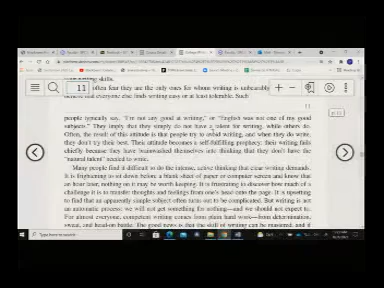 writing skills.
often fear they are the only ones for whom writing is unbearably
that everyone else finds writing easy or at least tolerable. Such
11
people typically say, "I'm not any good at writing," or "English was not one of my good
subjects." They imply that they simply do not have a talent for writing, while others do.
Often, the result of this attitude is that people try to avoid writing, and when they do write,
they don't try their best. Their attitude becomes a self-fulfilling prophecy: their writing fails
chiefly because they have brainwashed themselves into thinking that they don't have the
"natural talent" needed to write.
Many people find it difficult to do the intense, active thinking that clear writing demands.
It is frightening to sit down before a blank sheet of paper or computer screen and know that
an hour later, nothing on it may be worth keeping. It is frustrating to discover how much of a
challenge it is to transfer thoughts and feelings from one's head onto the page. It is upsetting
to find that an apparently simple subject often turns out to be complicated. But writing is not
an automatic process: we will not get something for nothing—and we should not expect to.
For almost everyone, competent writing comes from plain hard work—from determination,
sweat, and head-on battle. The good news is that the skill of writing can be mastered, and if
Type here to search